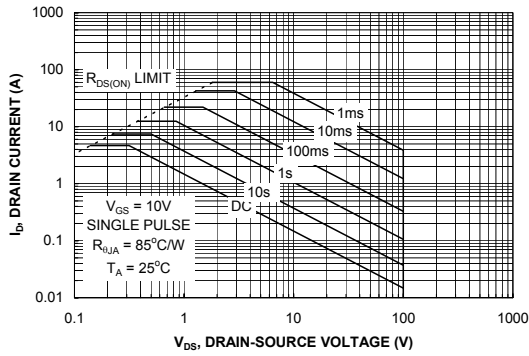 1000
100
10
1
0.1
0.01
I_D, DRAIN CURRENT (A)
R_DS(ON) LIMIT
1ms
10ms
100ms
1s
10s
DC
V_GS = 10V
SINGLE PULSE
R_θJA = 85°C/W
T_A = 25°C
0.1 1 10 100 1000
V_DS, DRAIN-SOURCE VOLTAGE (V)